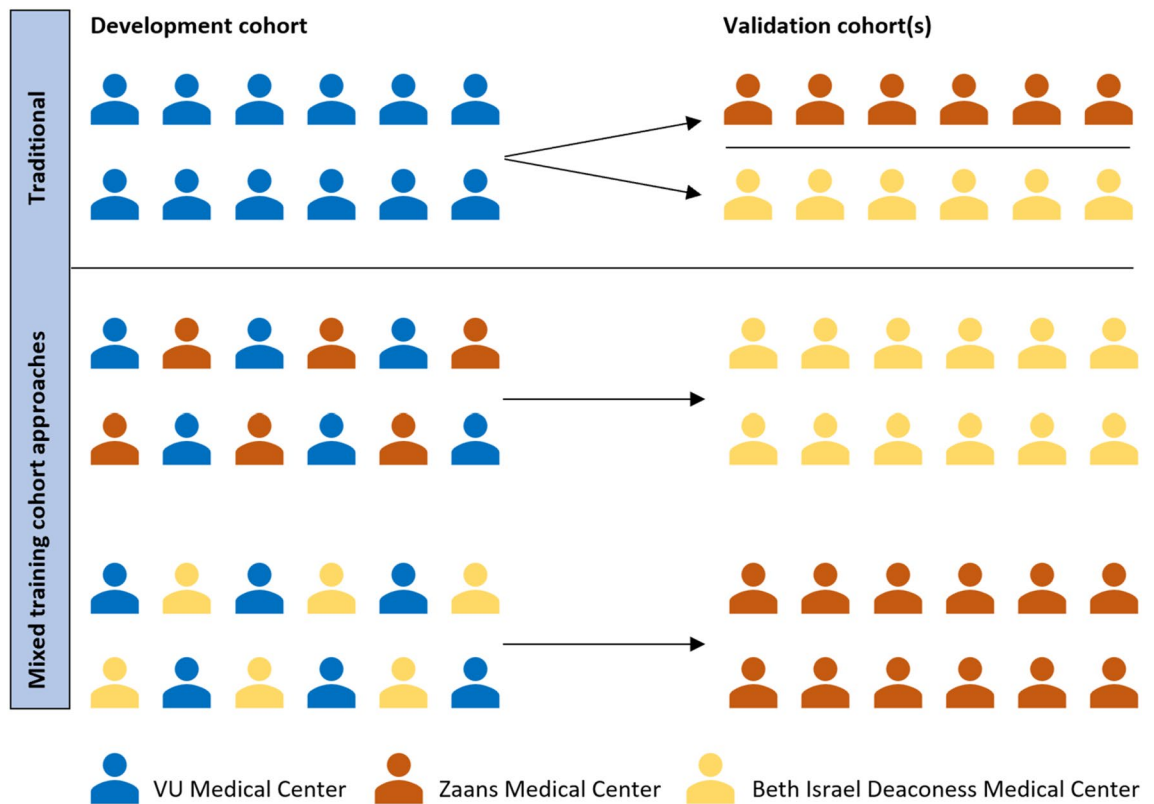 Development cohort
Validation cohort(s)
Traditional
Mixed training cohort approaches
VU Medical Center
Zaans Medical Center
Beth Israel Deaconess Medical Center